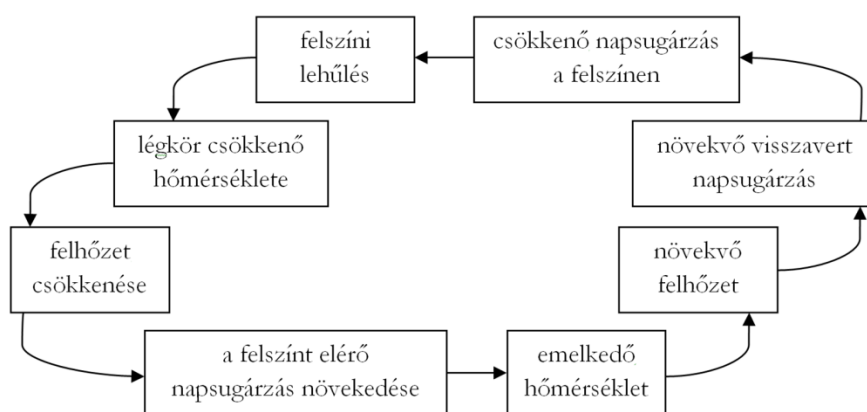 felszíni
lehűlés
csökkenő napsugárzás
a felszínen
légkör csökkenő
hőmérséklete
növekvő visszavert
napsugárzás
felhőzet
csökkenése
növekvő
felhőzet
a felszínt elérő
napsugárzás növekedése
emelkedő
hőmérséklet